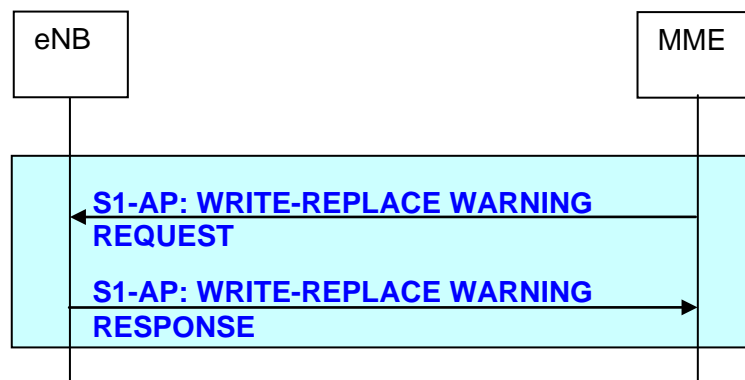 eNB
MME
S1-AP: WRITE-REPLACE WARNING
REQUEST
S1-AP: WRITE-REPLACE WARNING
RESPONSE